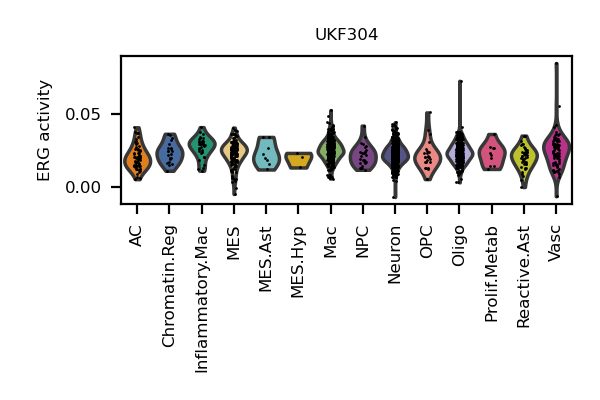 UKF304
ERG activity
0.05
0.00
AC
Chromatin.Reg
Inflammatory.Mac
MES
MES.Ast
MES.Hyp
Mac
NPC
Neuron
OPC
Oligo
Prolif.Metab
Reactive.Ast
Vasc